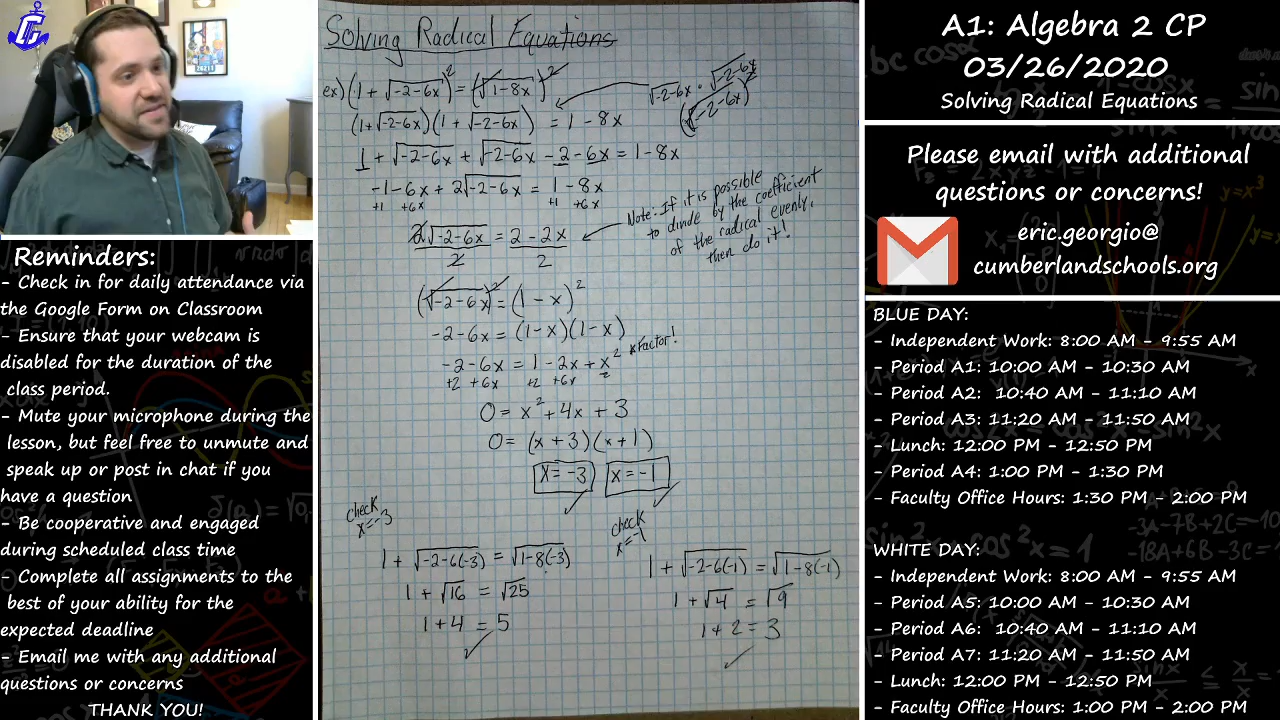 Reminders:
- Check in for daily attendance via
the Google Form on Classroom
- Ensure that your webcam is
disabled for the duration of the
class period.
- Mute your microphone during the
lesson, but feel free to unmute and
speak up or post in chat if you
have a question
- Be cooperative and engaged
during scheduled class time
- Complete all assignments to the
best of your ability for the
expected deadline
- Email me with any additional
questions or concerns
THANK YOU!
Solving Radical Equations
ex) (1 + √-2-6x)² = (√1-8x)²
√-2-6x · √-2-6x
(√-2-6x)²
(1+√-2-6x)(1+√-2-6x) = 1-8x
1 + √-2-6x + √-2-6x -2-6x = 1-8x
-1-6x + 2√-2-6x = 1-8x
+1 +6x +1 +6x
2√-2-6x = 2-2x
2 2
Note: If it is possible
to divide by the coefficient
of the radical evenly,
then do it!
(√-2-6x)² = (1-x)²
-2-6x = (1-x)(1-x)
-2-6x = 1-2x+x² *Factor!
+2 +6x +2 +6x
0 = x² + 4x + 3
0 = (x+3)(x+1)
x=-3 x=-1
check
x=-3
1 + √-2-6(-3) = √1-8(-3)
1 + √16 = √25
1+4 = 5
check
x=-1
1 + √-2-6(-1) = √1-8(-1)
1 + √4 = √9
1+2 = 3
A1: Algebra 2 CP
03/26/2020
Solving Radical Equations
Please email with additional
questions or concerns!
eric.georgio@
cumberlandschools.org
BLUE DAY:
- Independent Work: 8:00 AM - 9:55 AM
- Period A1: 10:00 AM - 10:30 AM
- Period A2: 10:40 AM - 11:10 AM
- Period A3: 11:20 AM - 11:50 AM
- Lunch: 12:00 PM - 12:50 PM
- Period A4: 1:00 PM - 1:30 PM
- Faculty Office Hours: 1:30 PM - 2:00 PM
WHITE DAY:
- Independent Work: 8:00 AM - 9:55 AM
- Period A5: 10:00 AM - 10:30 AM
- Period A6: 10:40 AM - 11:10 AM
- Period A7: 11:20 AM - 11:50 AM
- Lunch: 12:00 PM - 12:50 PM
- Faculty Office Hours: 1:00 PM - 2:00 PM